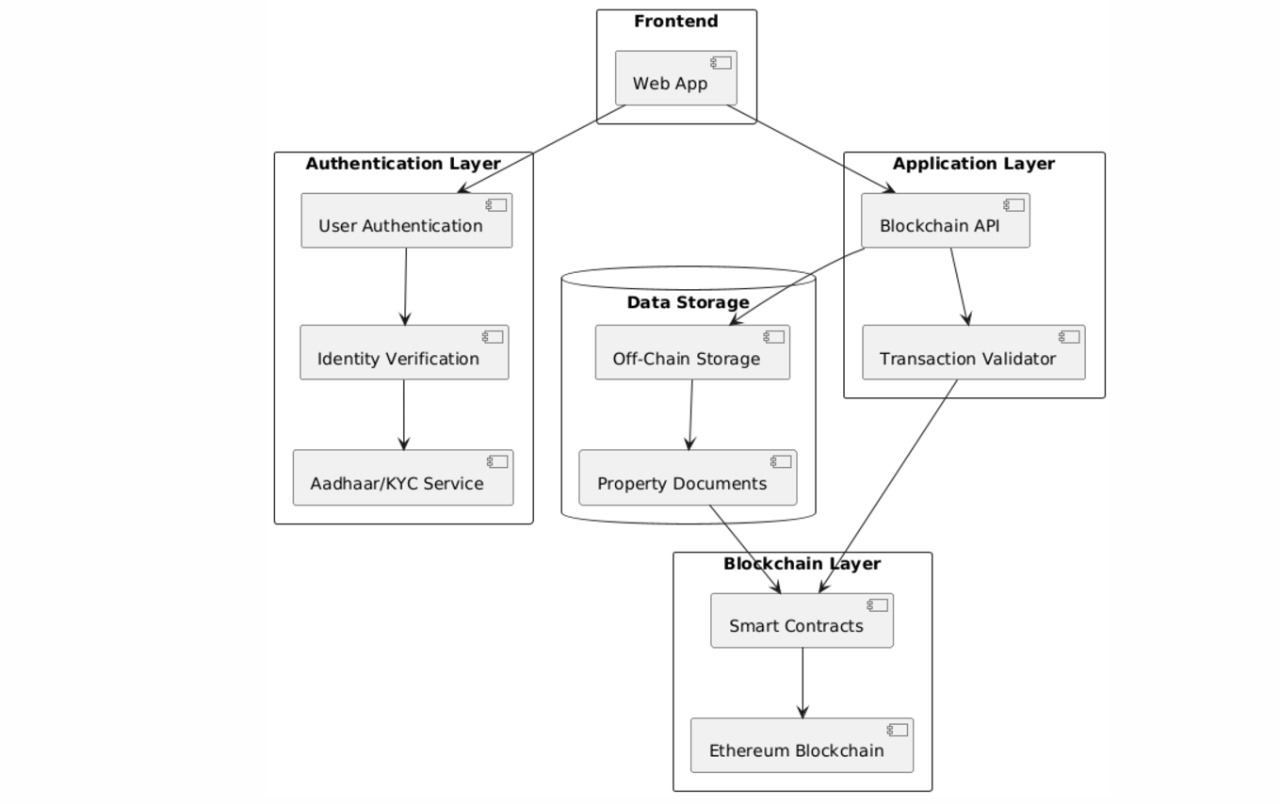 Frontend
Web App
Authentication Layer
User Authentication
Identity Verification
Aadhaar/KYC Service
Data Storage
Off-Chain Storage
Property Documents
Application Layer
Blockchain API
Transaction Validator
Blockchain Layer
Smart Contracts
Ethereum Blockchain